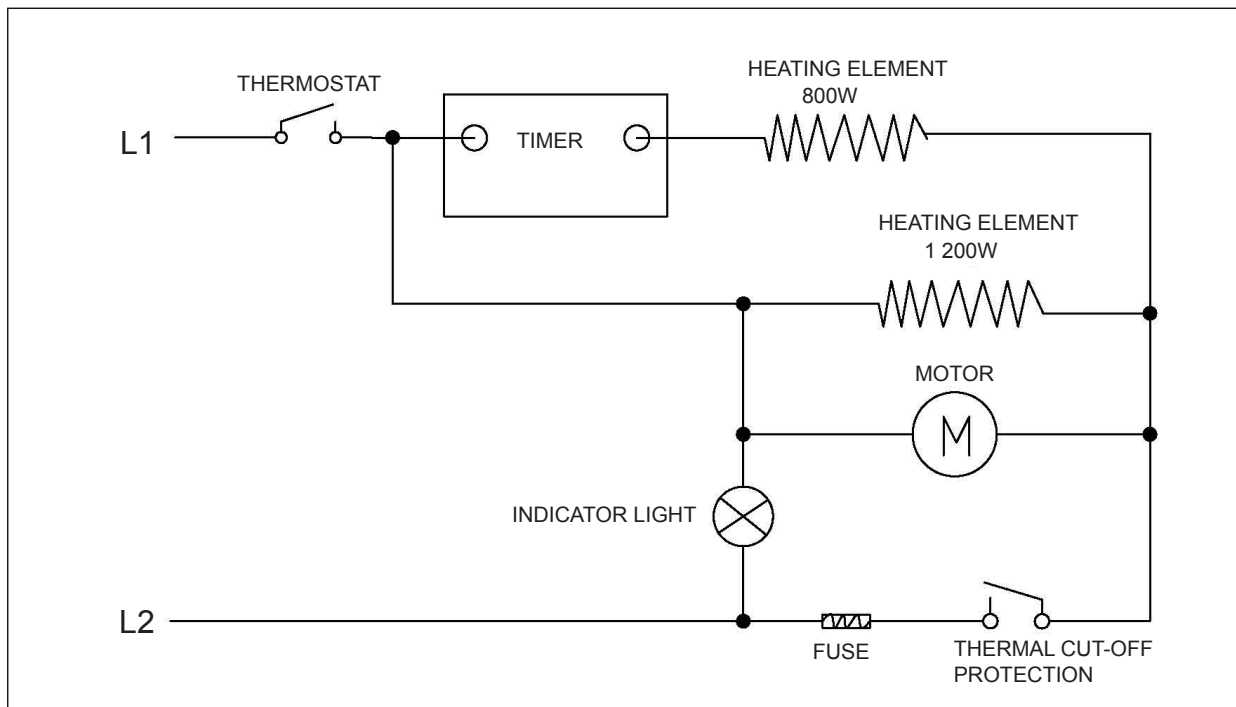 THERMOSTAT
HEATING ELEMENT
800W
L1
TIMER
HEATING ELEMENT
1 200W
MOTOR
M
INDICATOR LIGHT
L2
FUSE
THERMAL CUT-OFF
PROTECTION